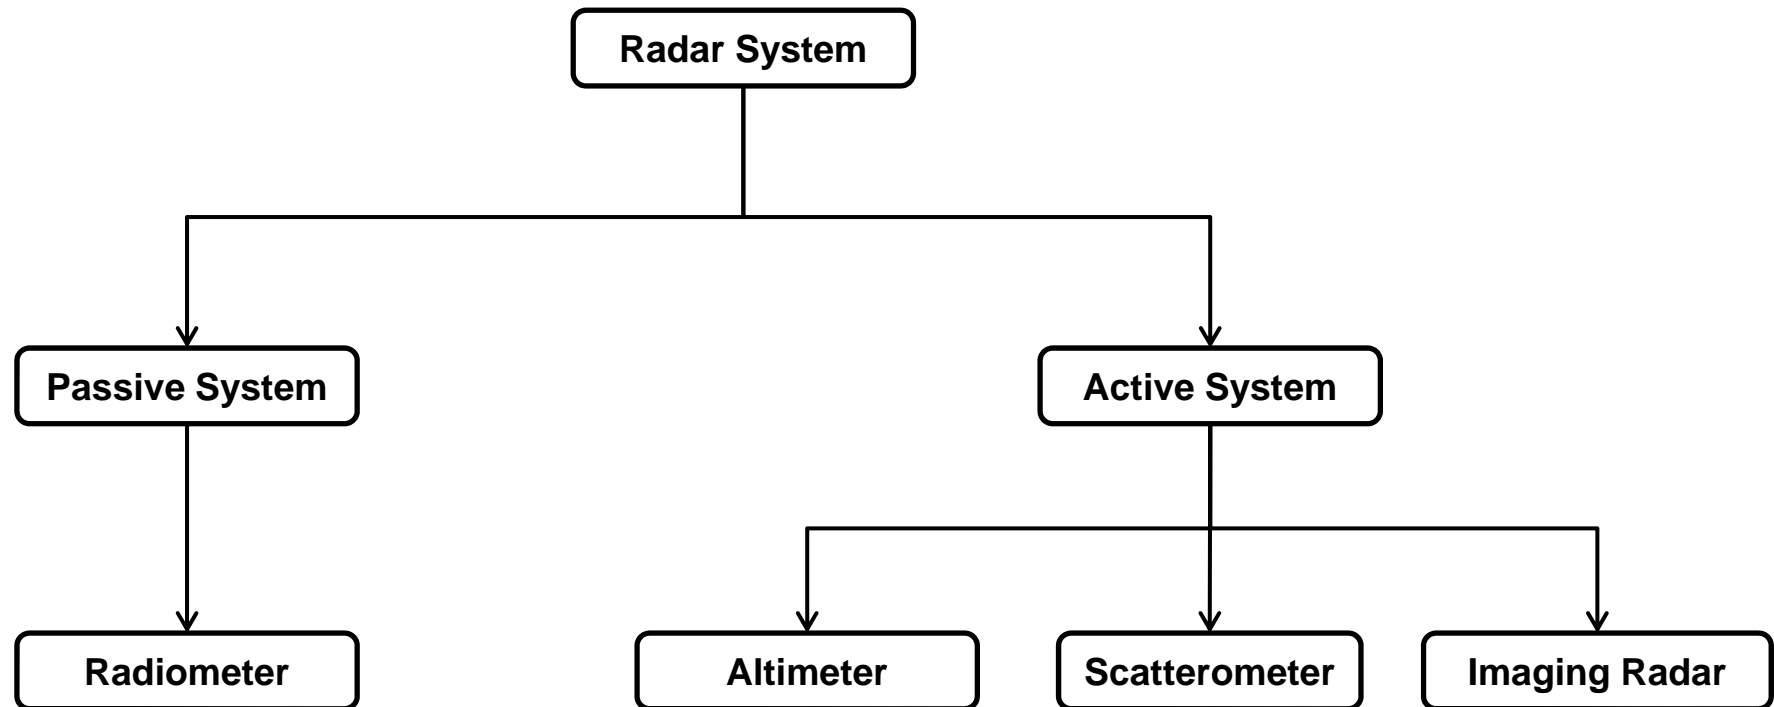 Radar System
Passive System
Active System
Radiometer
Altimeter
Scatterometer
Imaging Radar